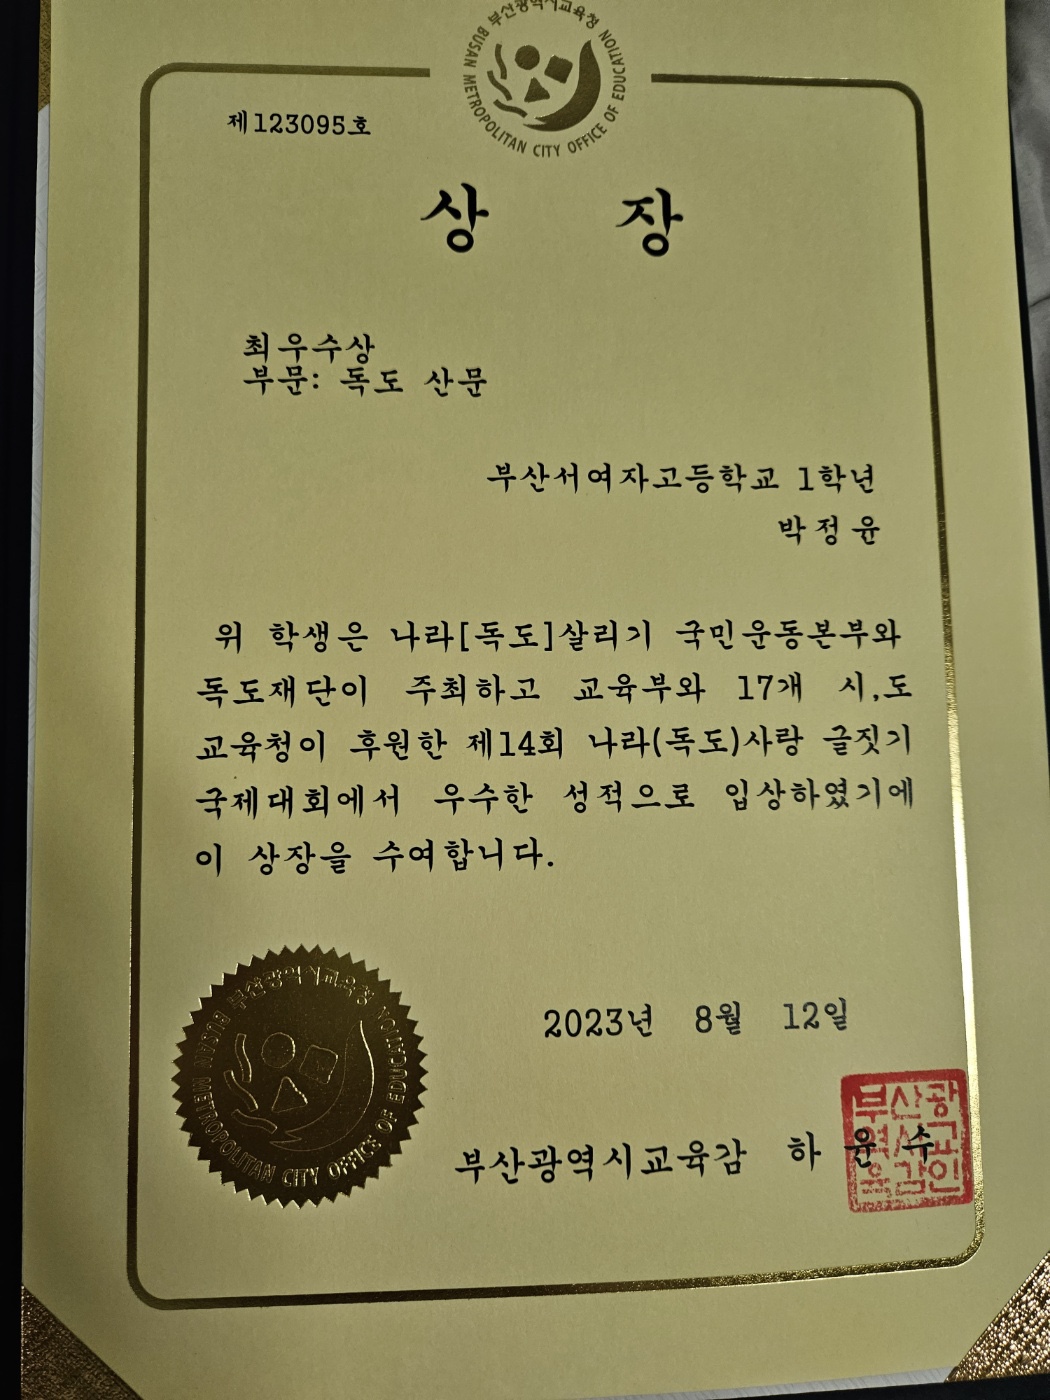 부산광역시교육청
BUSAN METROPOLITAN CITY OFFICE OF EDUCATION
제123095호
상 장
최우수상
부문: 독도 산문
부산서여자고등학교 1학년
박정윤
위 학생은 나라[독도]살리기 국민운동본부와
독도재단이 주최하고 교육부와 17개 시,도
교육청이 후원한 제14회 나라(독도)사랑 글짓기
국제대회에서 우수한 성적으로 입상하였기에
이 상장을 수여합니다.
2023년 8월 12일
부산광역시교육감 하윤수
부산광
역시교
육감인
부산광역시교육청
BUSAN METROPOLITAN CITY OFFICE OF EDUCATION